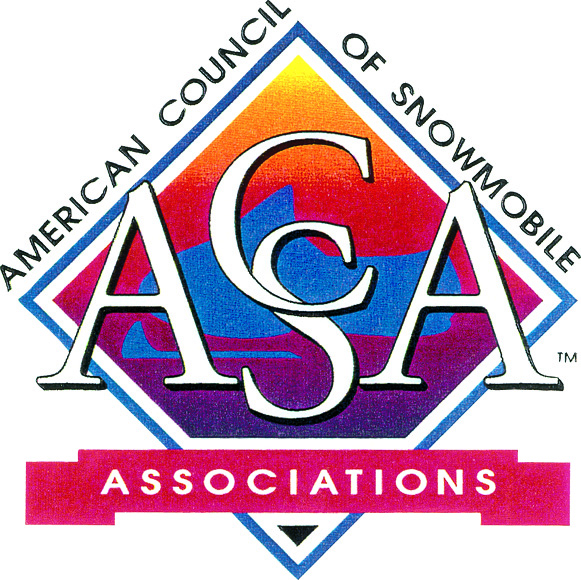 AMERICAN COUNCIL OF SNOWMOBILE
ACSA
TM
ASSOCIATIONS